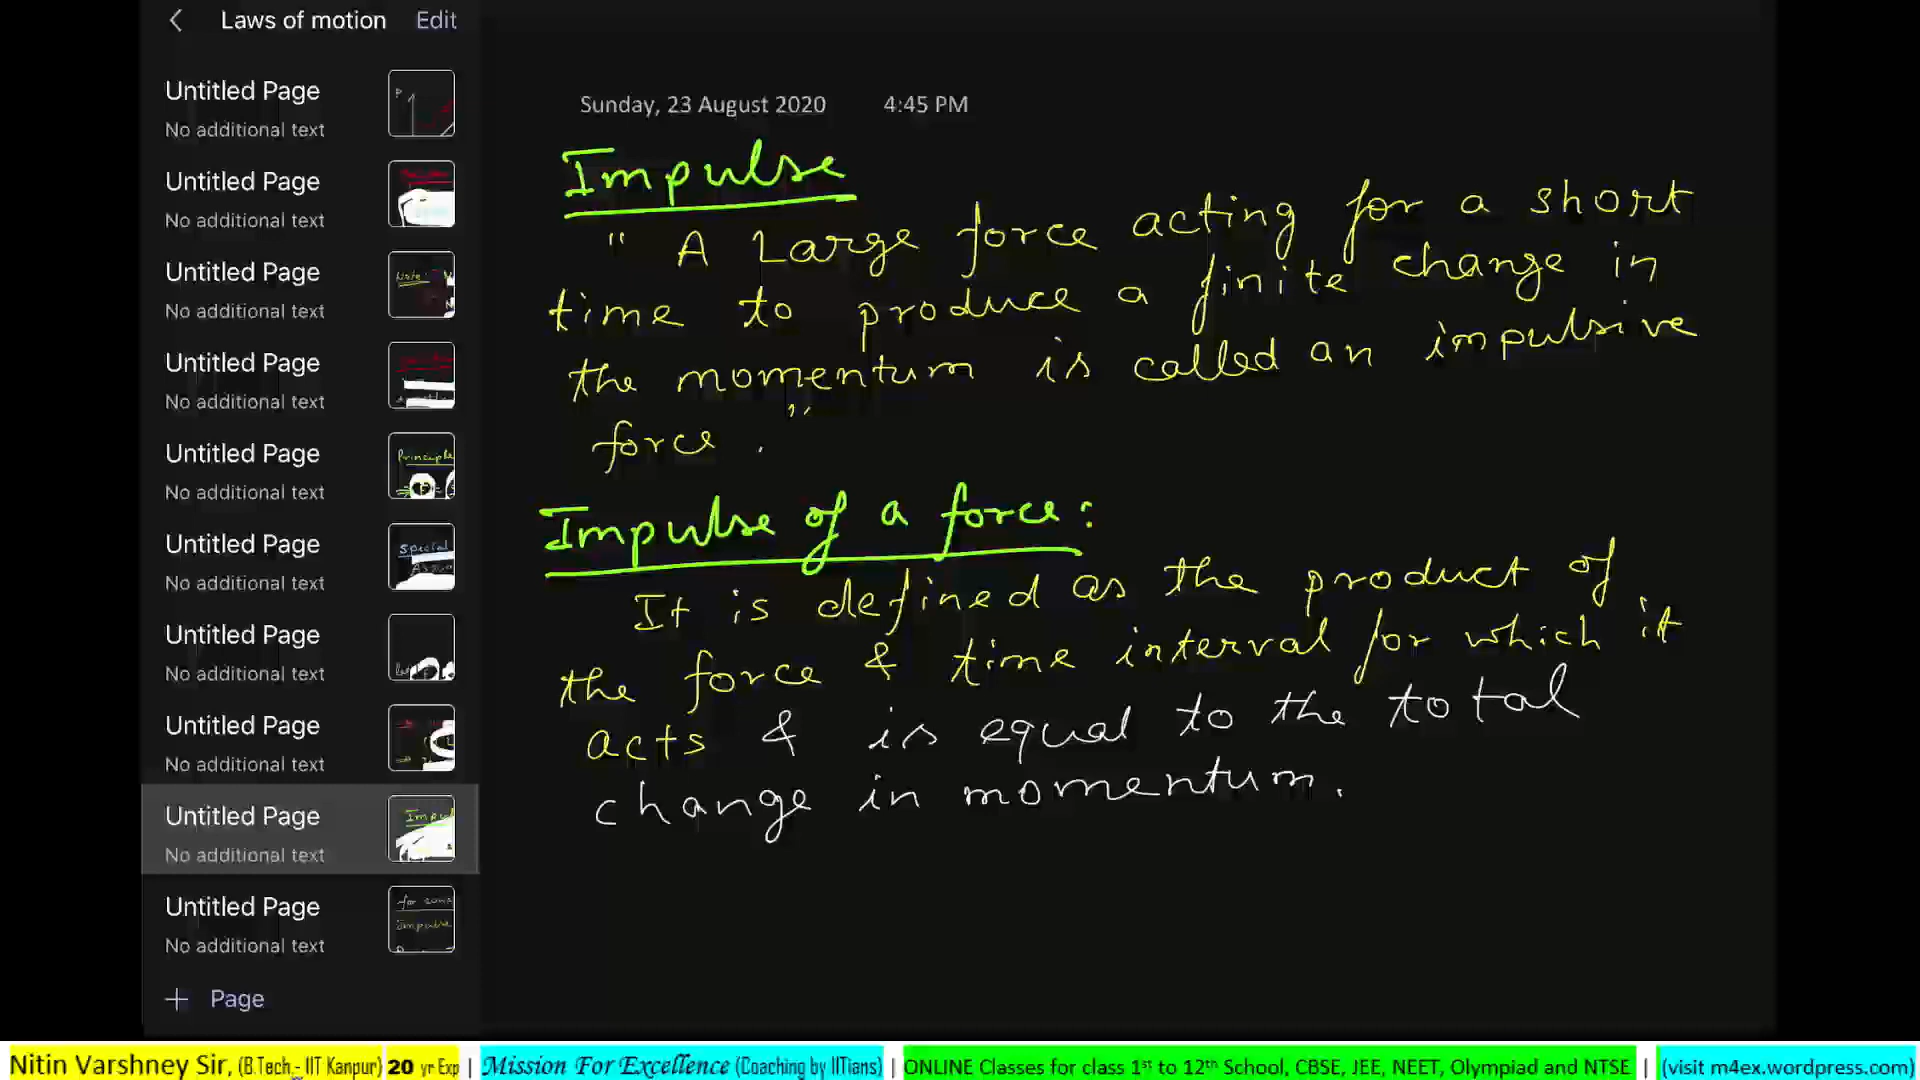 Laws of motion Edit
Untitled Page
No additional text
Untitled Page
No additional text
Untitled Page
No additional text
Untitled Page
No additional text
Untitled Page
No additional text
Untitled Page
No additional text
Untitled Page
No additional text
Untitled Page
No additional text
Untitled Page
No additional text
Untitled Page
No additional text
+ Page
Sunday, 23 August 2020 4:45 PM
Impulse
" A Large force acting for a short
time to produce a finite change in
the momentum is called an impulsive
force . "
Impulse of a force :
It is defined as the product of
the force & time interval for which it
acts & is equal to the total
change in momentum.
Nitin Varshney Sir, (B.Tech.- IIT Kanpur) 20 yr Exp | Mission For Excellence (Coaching by IITians) | ONLINE Classes for class 1st to 12th School, CBSE, JEE, NEET, Olympiad and NTSE | (visit m4ex.wordpress.com)